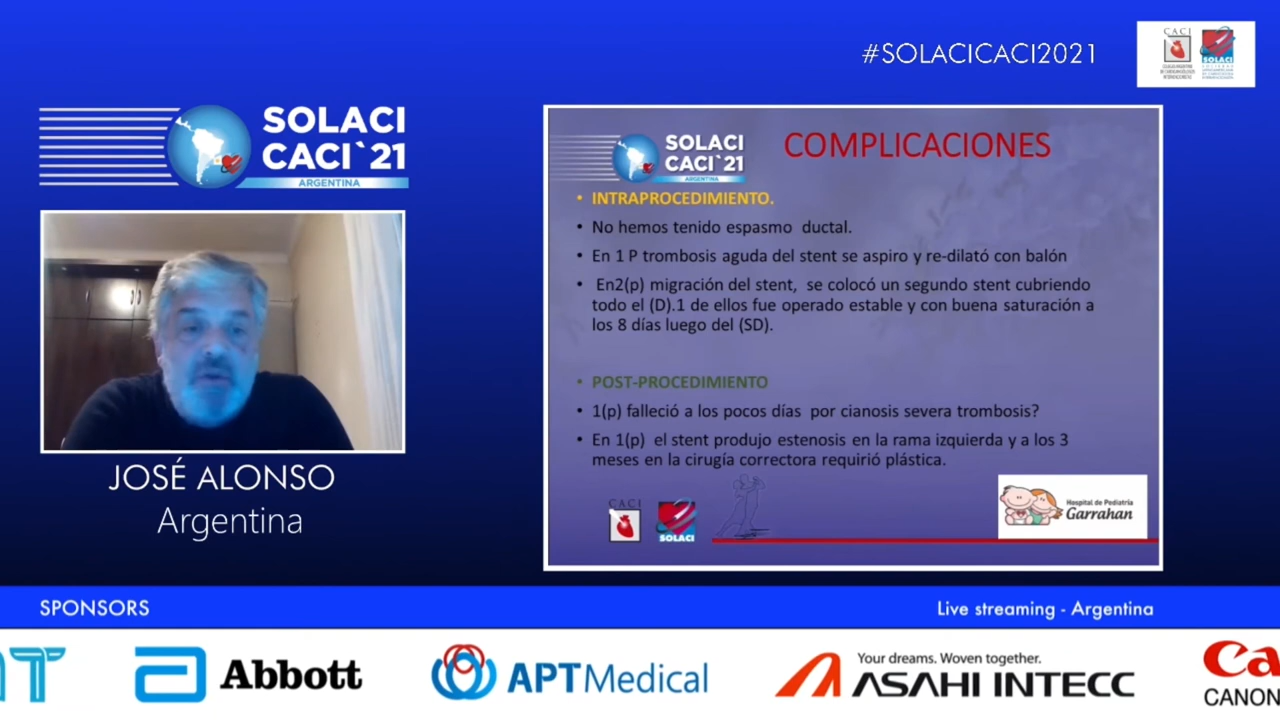 #SOLACICACI2021
CACI
SOLACI
SOLACI
CACI`21
ARGENTINA
SOLACI
CACI`21
ARGENTINA
COMPLICACIONES
• INTRAPROCEDIMIENTO.
• No hemos tenido espasmo ductal.
• En 1 P trombosis aguda del stent se aspiro y re-dilató con balón
• En2(p) migración del stent, se colocó un segundo stent cubriendo
todo el (D).1 de ellos fue operado estable y con buena saturación a
los 8 días luego del (SD).
• POST-PROCEDIMIENTO
• 1(p) falleció a los pocos días por cianosis severa trombosis?
• En 1(p) el stent produjo estenosis en la rama izquierda y a los 3
meses en la cirugía correctora requirió plástica.
CACI
SOLACI
Hospital de Pediatría
Garrahan
JOSÉ ALONSO
Argentina
SPONSORS
Live streaming - Argentina
Abbott
APTMedical
Your dreams. Woven together.
ASAHI INTECC
Ca
CANON